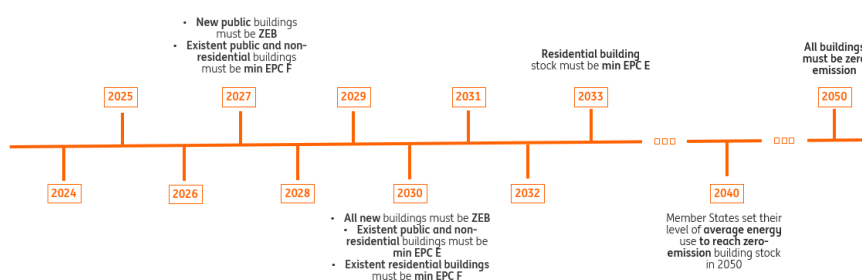 • New public buildings
must be ZEB
• Existent public and non-
residential buildings
must be min EPC F
Residential building
stock must be min EPC E
All buildings
must be zero
emission
2025
2027
2029
2031
2033
2050
2024
2026
2028
2030
2032
2040
• All new buildings must be ZEB
• Existent public and non-
residential buildings must be
min EPC E
• Existent residential buildings
must be min EPC F
Member States set their
level of average energy
use to reach zero-
emission building stock
in 2050